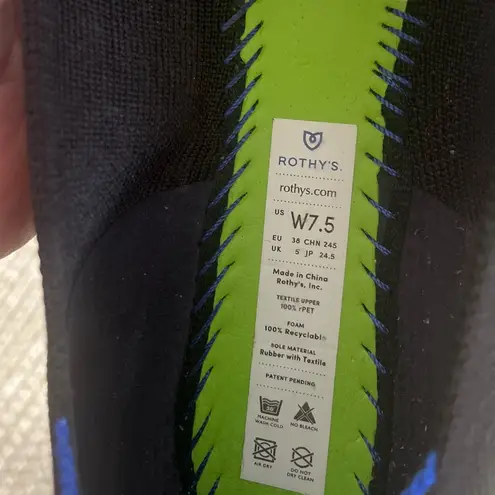 ROTHY'S.
rothys.com
US W7.5
EU 38 CHN 245
UK 5 JP 24.5
Made in China
Rothy's, Inc.
TEXTILE UPPER
100% rPET
FOAM
100% Recyclable
SOLE MATERIAL
Rubber with Textile
PATENT PENDING
30
MACHINE WASH COLD
NO BLEACH
AIR DRY
DO NOT DRY CLEAN